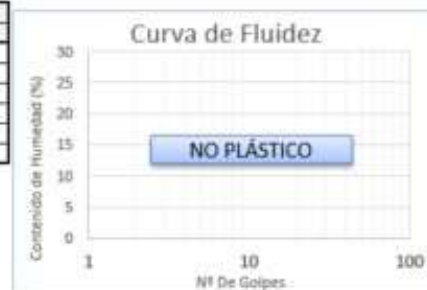 Curva de Fluidez
Contenido de Humedad (%)
30
25
20
15
10
5
0
NO PLÁSTICO
1
10
100
Nº De Golpes